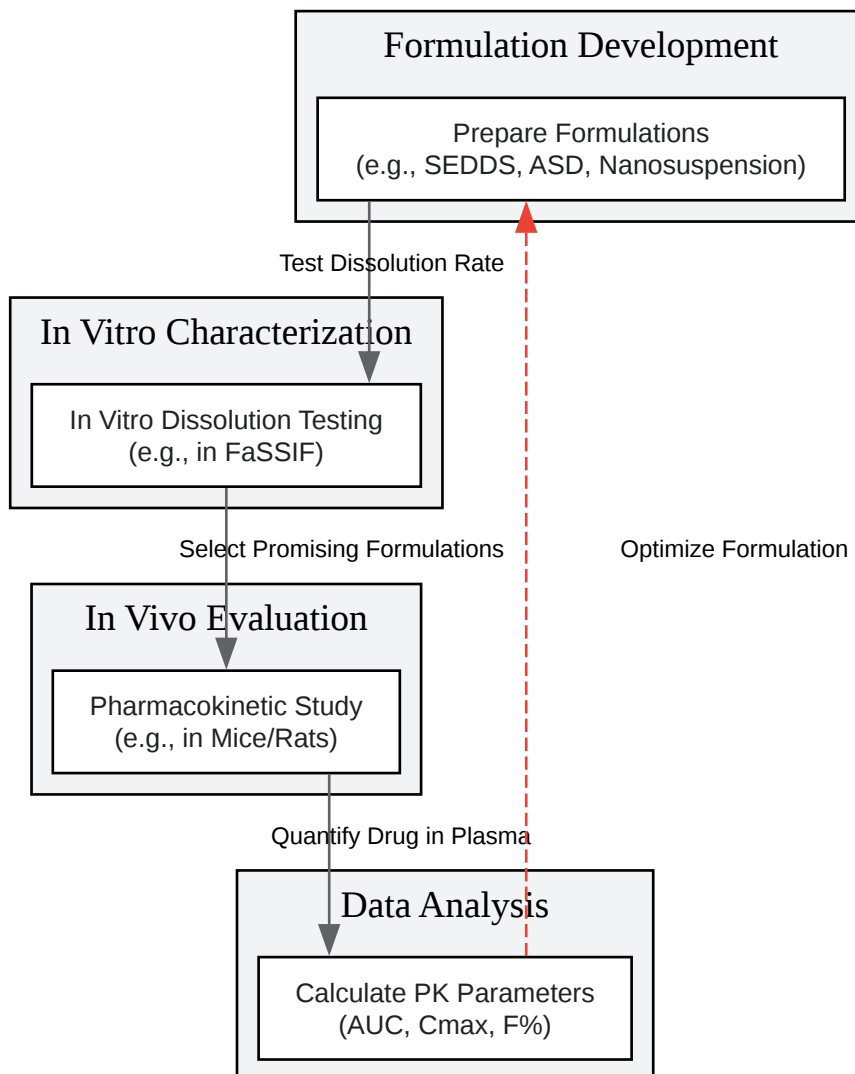 Formulation Development
Prepare Formulations
(e.g., SEDDS, ASD, Nanosuspension)
Test Dissolution Rate
In Vitro Characterization
In Vitro Dissolution Testing
(e.g., in FaSSIF)
Select Promising Formulations
Optimize Formulation
In Vivo Evaluation
Pharmacokinetic Study
(e.g., in Mice/Rats)
Quantify Drug in Plasma
Data Analysis
Calculate PK Parameters
(AUC, Cmax, F%)